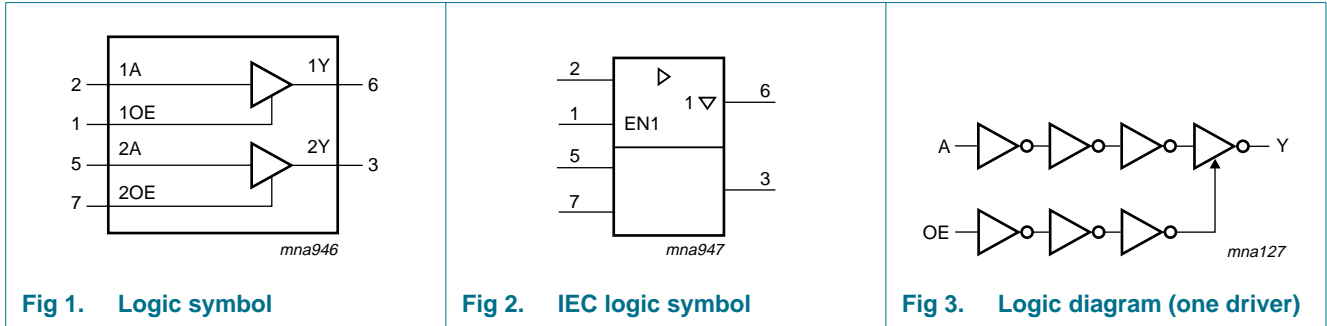 2
1A
1Y
6
1
1OE
5
2A
2Y
3
7
2OE
mna946
Fig 1. Logic symbol
2
1
6
1
EN1
5
3
7
mna947
Fig 2. IEC logic symbol
A
Y
OE
mna127
Fig 3. Logic diagram (one driver)